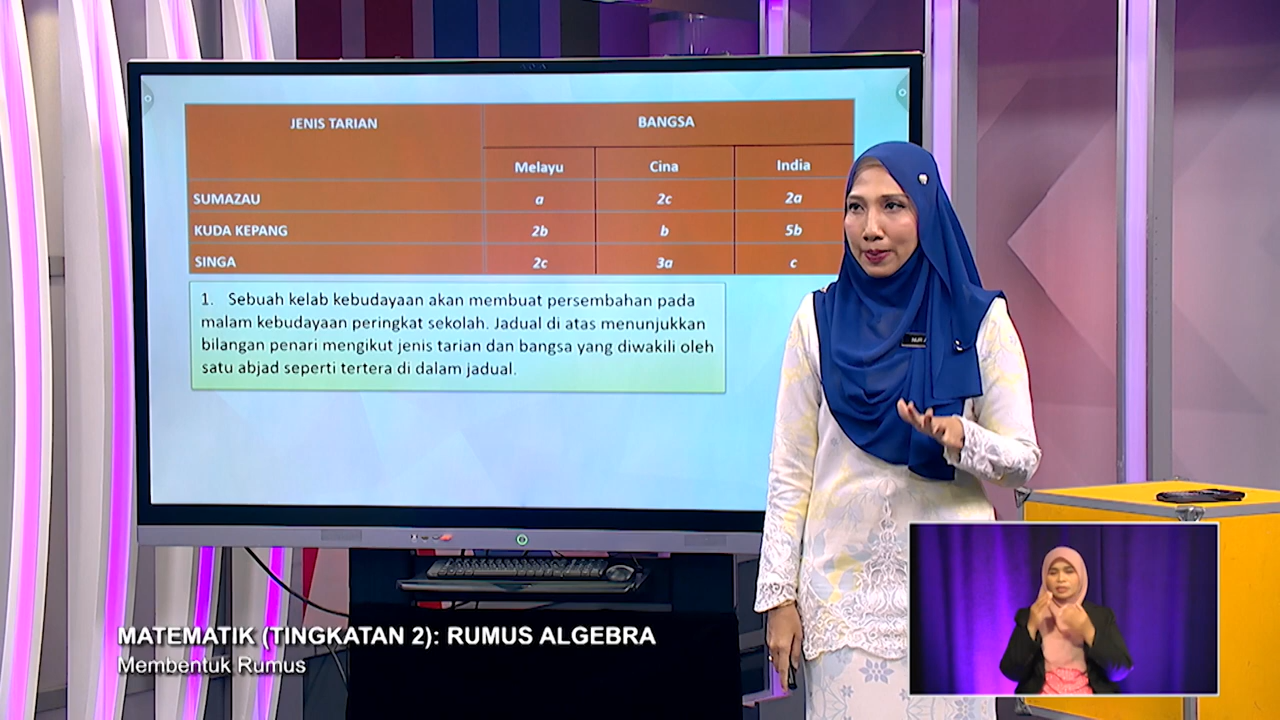 JENIS TARIAN BANGSA
Melayu Cina India
SUMAZAU a 2c 2a
KUDA KEPANG 2b b 5b
SINGA 2c 3a c
1. Sebuah kelab kebudayaan akan membuat persembahan pada
malam kebudayaan peringkat sekolah. Jadual di atas menunjukkan
bilangan penari mengikut jenis tarian dan bangsa yang diwakili oleh
satu abjad seperti tertera di dalam jadual.
MATEMATIK (TINGKATAN 2): RUMUS ALGEBRA
Membentuk Rumus